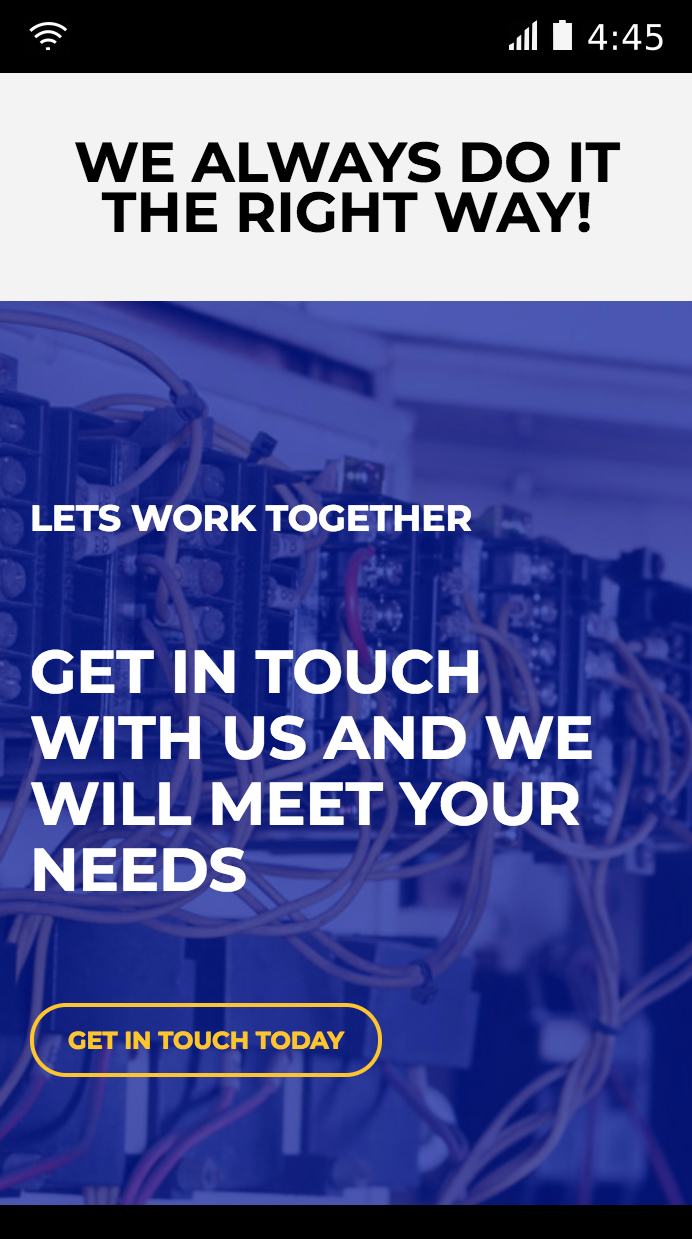 4:45
WE ALWAYS DO IT
THE RIGHT WAY!
LETS WORK TOGETHER
GET IN TOUCH
WITH US AND WE
WILL MEET YOUR
NEEDS
GET IN TOUCH TODAY